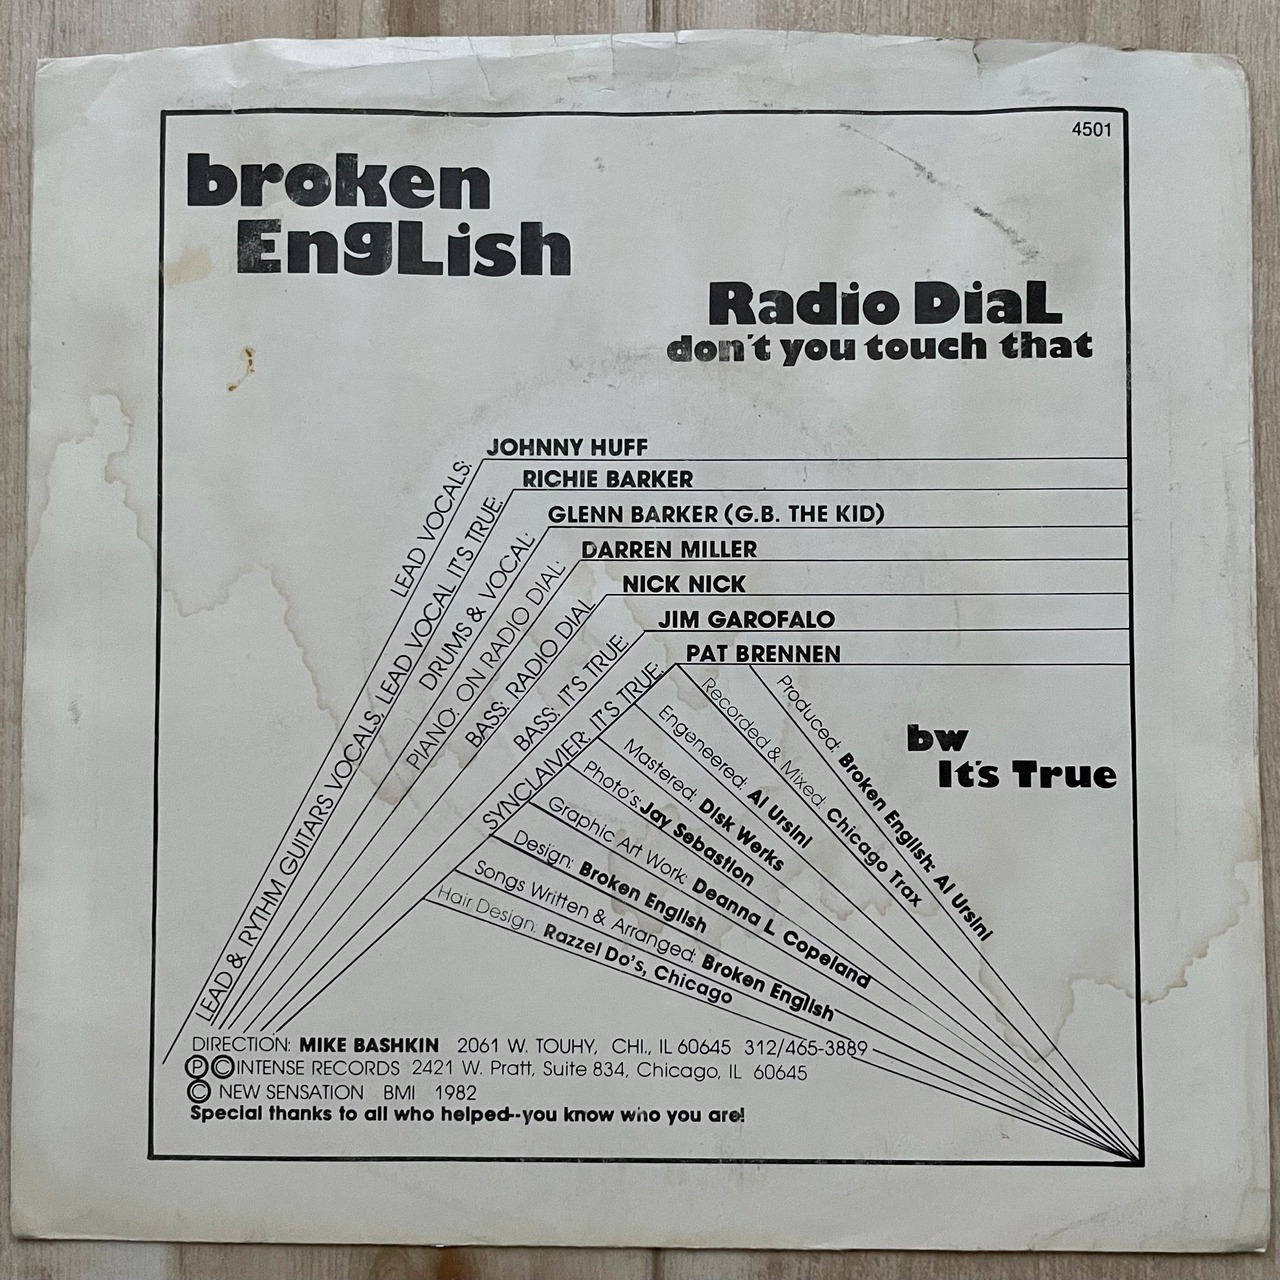 4501
broken
EngLish
Radio DiaL
don't you touch that
LEAD VOCALS: JOHNNY HUFF
LEAD & RYTHM GUITARS VOCALS, LEAD VOCAL IT'S TRUE: RICHIE BARKER
DRUMS & VOCAL: GLENN BARKER (G.B. THE KID)
PIANO: ON RADIO DIAL: DARREN MILLER
BASS: RADIO DIAL NICK NICK
BASS: IT'S TRUE: JIM GAROFALO
SYNCLAIVIER: IT'S TRUE: PAT BRENNEN
bw
It's True
Produced: Broken English: Al Ursini
Recorded & Mixed: Chicago Trax
Engeneered: Al Ursini
Mastered: Disk Werks
Photo's: Jay Sebastion
Graphic Art Work: Deanna L. Copeland
Design: Broken English
Songs Written & Arranged: Broken English
Hair Design: Razzel Do's, Chicago
DIRECTION: MIKE BASHKIN 2061 W. TOUHY, CHI., IL 60645 312/465-3889
Ⓟ © INTENSE RECORDS 2421 W. Pratt, Suite 834, Chicago, IL 60645
© NEW SENSATION BMI 1982
Special thanks to all who helped--you know who you are!